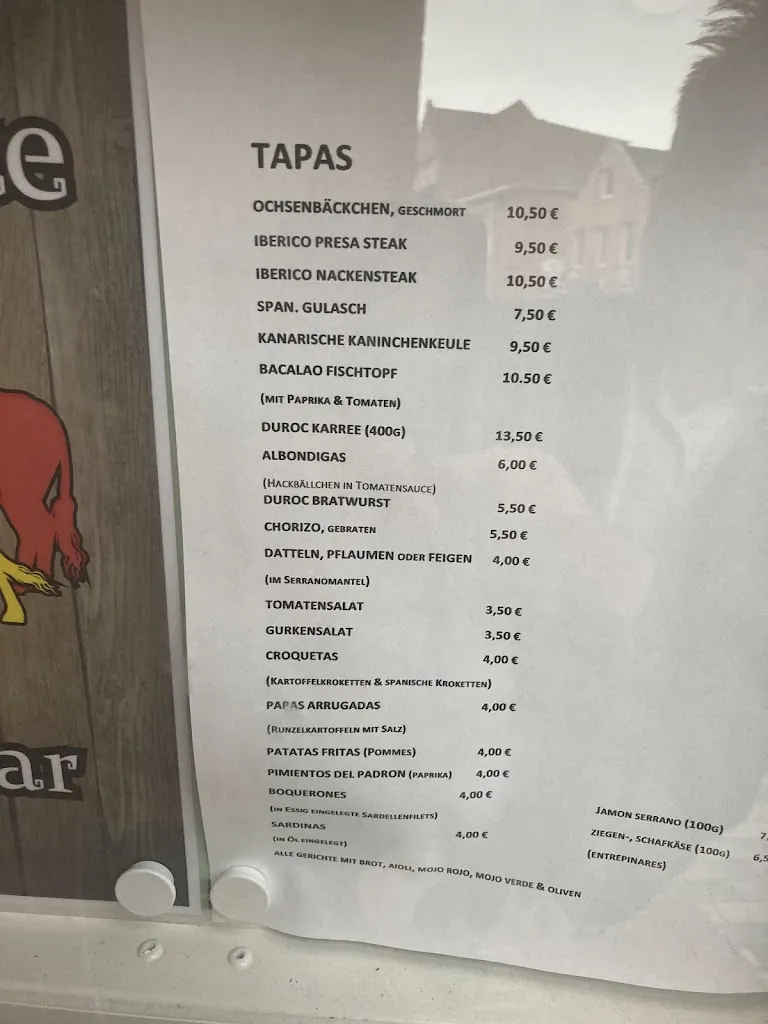 e
ar
TAPAS
OCHSENBÄCKCHEN, GESCHMORT 10,50 €
IBERICO PRESA STEAK 9,50 €
IBERICO NACKENSTEAK 10,50 €
SPAN. GULASCH 7,50 €
KANARISCHE KANINCHENKEULE 9,50 €
BACALAO FISCHTOPF 10.50 €
(MIT PAPRIKA & TOMATEN)
DUROC KARREE (400G) 13,50 €
ALBONDIGAS 6,00 €
(HACKBÄLLCHEN IN TOMATENSAUCE)
DUROC BRATWURST 5,50 €
CHORIZO, GEBRATEN 5,50 €
DATTELN, PFLAUMEN ODER FEIGEN 4,00 €
(IM SERRANOMANTEL)
TOMATENSALAT 3,50 €
GURKENSALAT 3,50 €
CROQUETAS 4,00 €
(KARTOFFELKROKETTEN & SPANISCHE KROKETTEN)
PAPAS ARRUGADAS 4,00 €
(RUNZELKARTOFFELN MIT SALZ)
PATATAS FRITAS (POMMES) 4,00 €
PIMIENTOS DEL PADRON (PAPRIKA) 4,00 €
BOQUERONES 4,00 €
(IN ESSIG EINGELEGTE SARDELLENFILETS)
SARDINAS 4,00 €
(IN ÖL EINGELEGT)
ALLE GERICHTE MIT BROT, AIOLI, MOJO ROJO, MOJO VERDE & OLIVEN
JAMON SERRANO (100G) 7,
ZIEGEN-, SCHAFKÄSE (100G) 6,5
(ENTREPINARES)